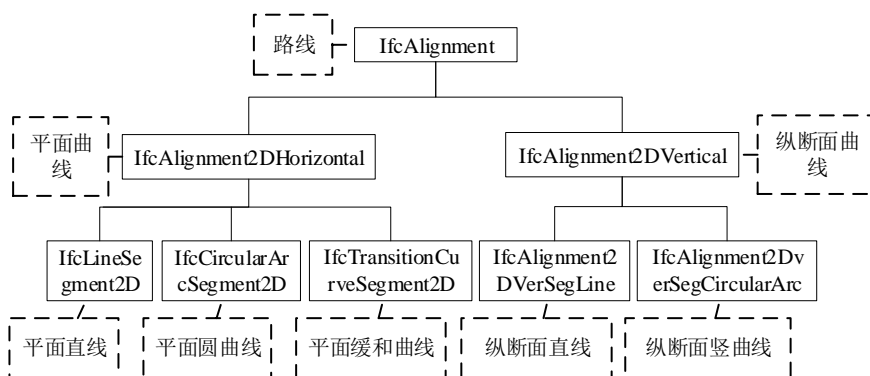 路线
IfcAlignment
平面曲
线
IfcAlignment2DHorizontal
IfcAlignment2DVertical
纵断面曲
线
IfcLineSe
gment2D
IfcCircularAr
cSegment2D
IfcTransitionCu
rveSegment2D
IfcAlignment2
DVerSegLine
IfcAlignment2Dv
erSegCircularArc
平面直线
平面圆曲线
平面缓和曲线
纵断面直线
纵断面竖曲线